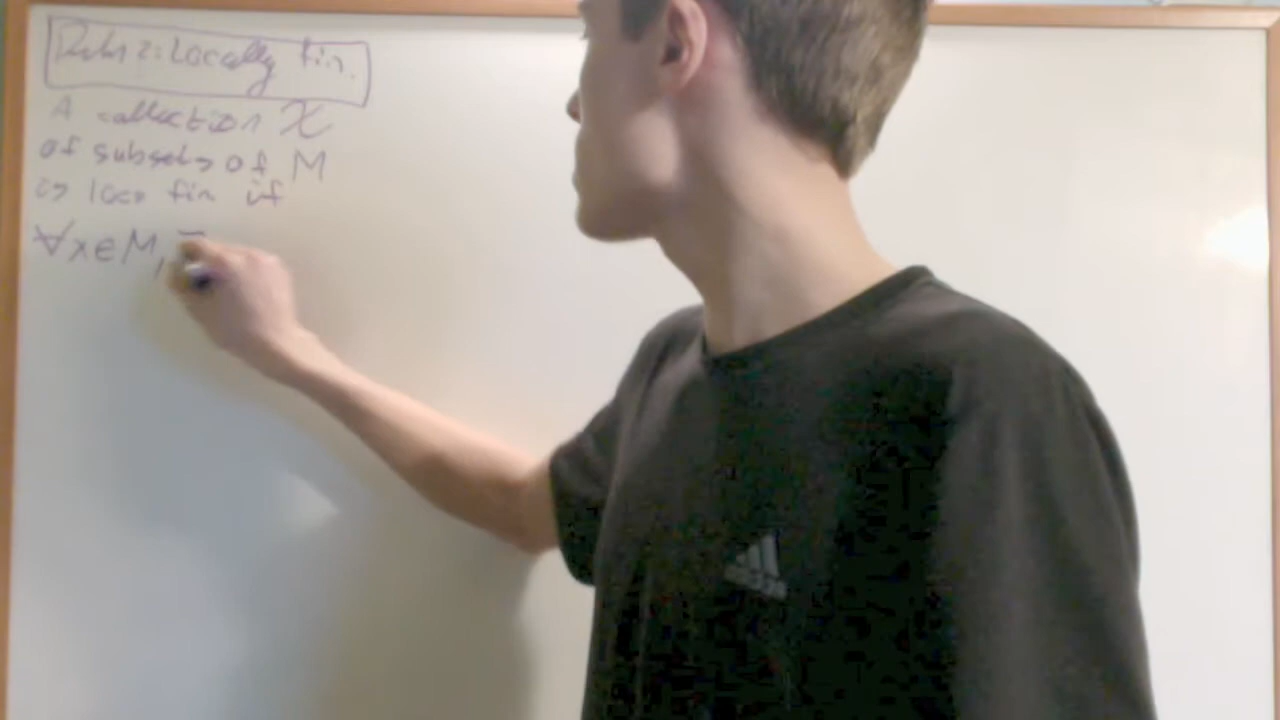 Defn 2: Locally fin.
A collection X
of subsets of M
is loc. fin if
∀x∈M,